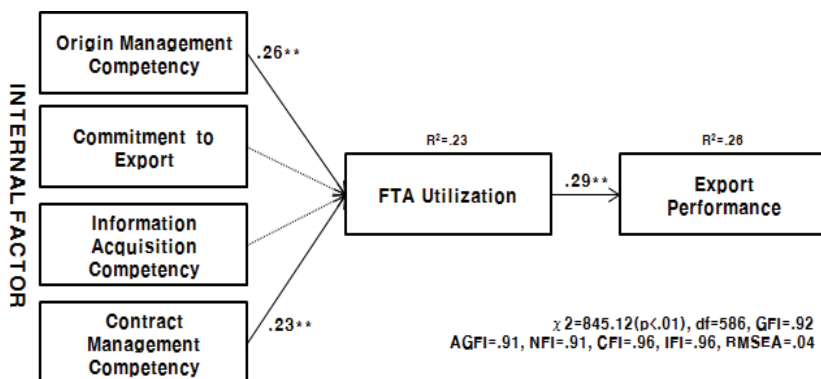 INTERNAL FACTOR
Origin Management
Competency
.26**
Commitment to
Export
Information
Acquisition
Competency
Contract
Management
Competency
.23**
R²=.23
FTA Utilization
.29**
R²=.26
Export
Performance
χ2=845.12(p<.01), df=586, GFI=.92
AGFI=.91, NFI=.91, CFI=.96, IFI=.96, RMSEA=.04